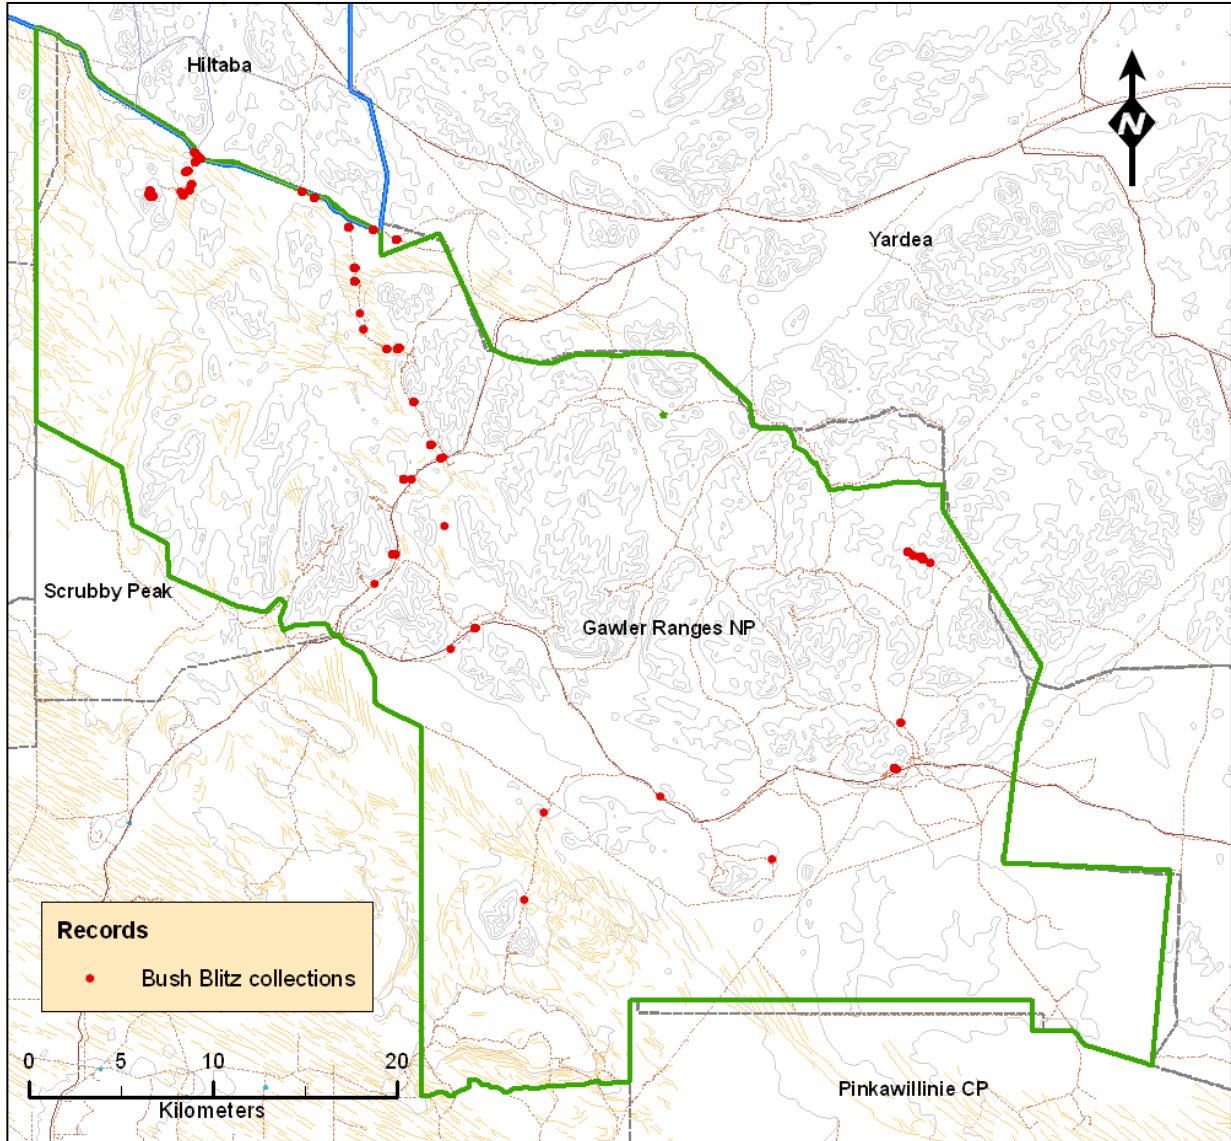 Hiltaba
N
Yardea
Scrubby Peak
Gawler Ranges NP
Records
Bush Blitz collections
0 5 10 20
Kilometers
Pinkawillinie CP